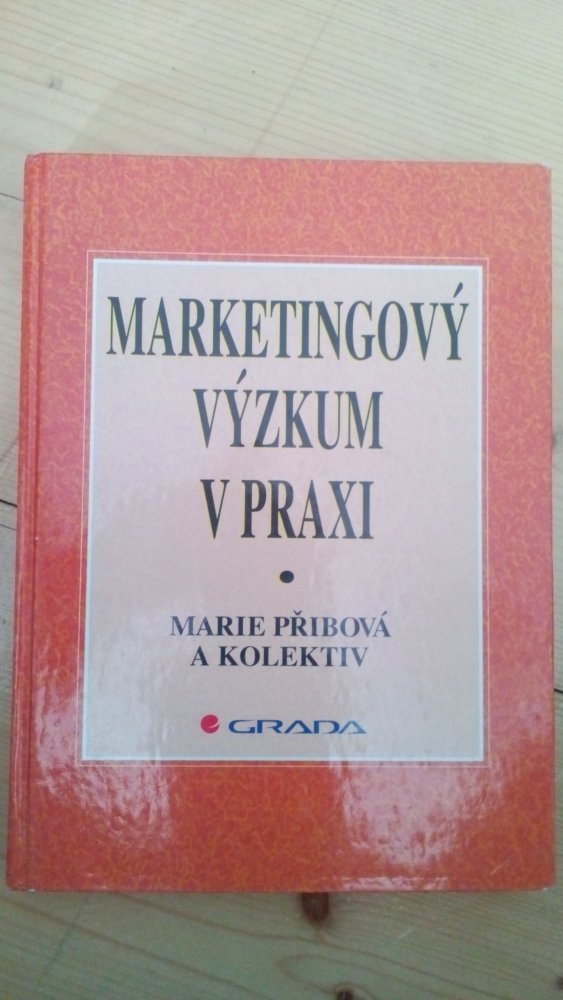 MARKETINGOVÝ
VÝZKUM
V PRAXI
MARIE PŘIBOVÁ
A KOLEKTIV
GRADA